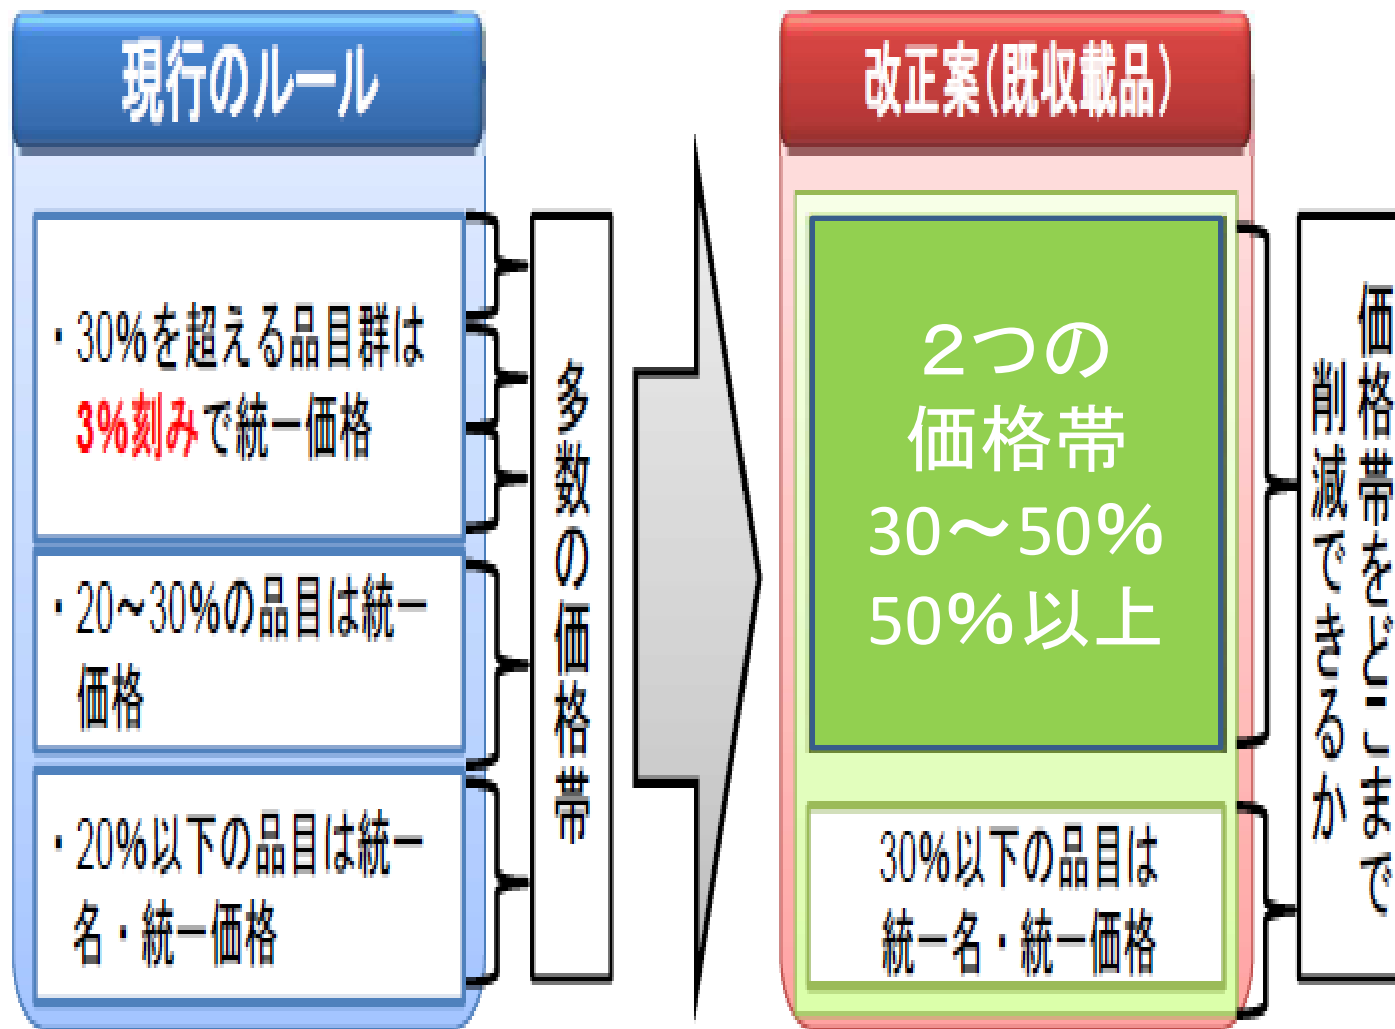 現行のルール
・30%を超える品目群は
3%刻みで統一価格
・20~30%の品目は統一
価格
・20%以下の品目は統一
名・統一価格
多数の価格帯
改正案(既収載品)
２つの
価格帯
30～50%
50%以上
30%以下の品目は
統一名・統一価格
価格帯をどこまで
削減できるか